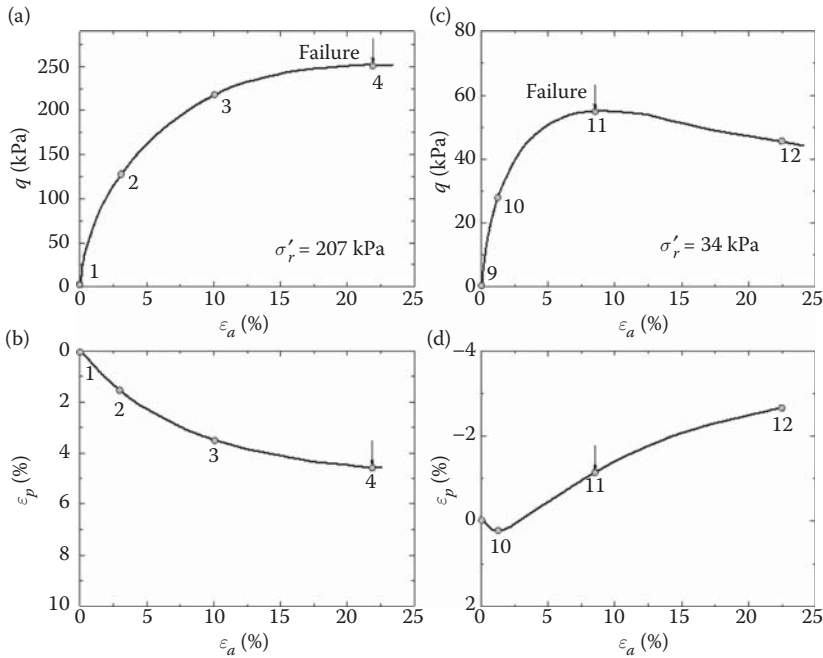 (a)
250
200
150
100
50
0
q (kPa)
Failure
1
2
3
4
σ′r = 207 kPa
0 5 10 15 20 25
εa (%)
(c)
80
60
40
20
0
q (kPa)
Failure
9
10
11
12
σ′r = 34 kPa
0 5 10 15 20 25
εa (%)
(b)
0
2
4
6
8
10
εp (%)
1
2
3
4
0 5 10 15 20 25
εa (%)
(d)
−4
−2
0
2
εp (%)
10
11
12
0 5 10 15 20 25
εa (%)